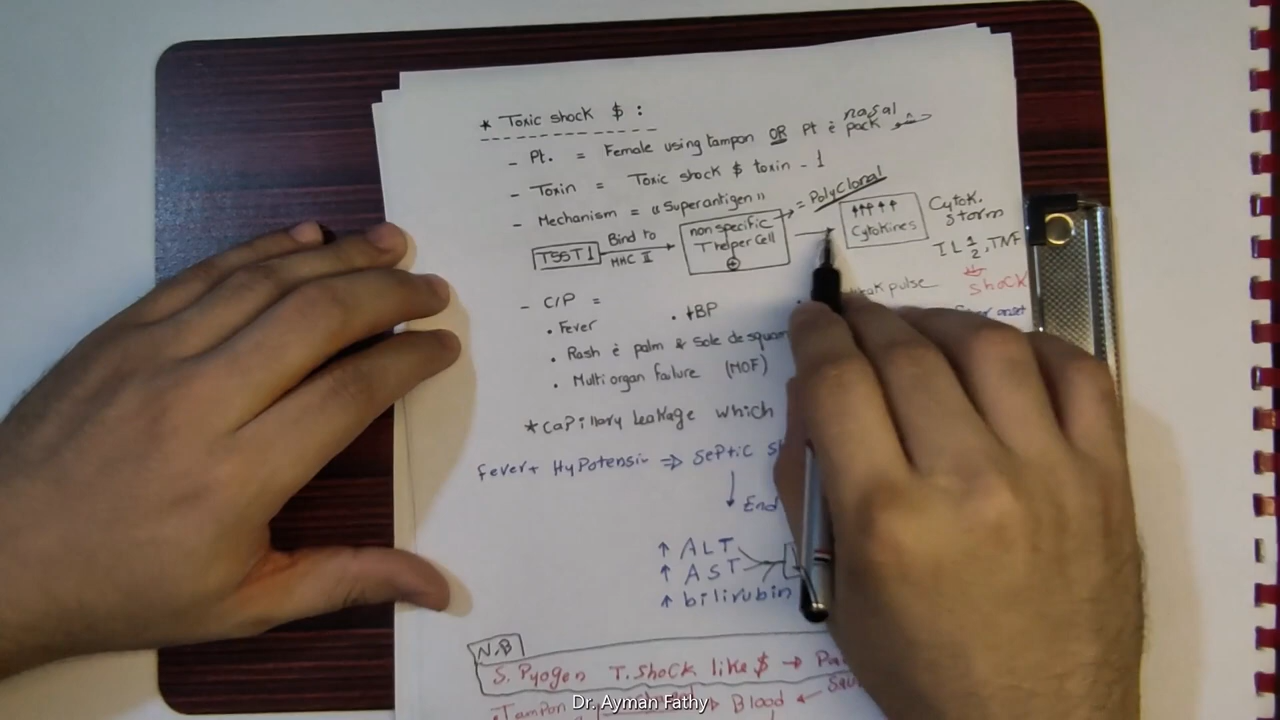 * Toxic shock $ :
- Pt. = Female using tampon OR Pt è nasal pack
- Toxin = Toxic shock $ toxin - 1
- Mechanism = "Superantigen"
TSST1 Bind to MHC II non specific T helper Cell ⊕ = PolyClonal ↑↑↑↑↑ Cytokines Cytok. storm
IL 1 2, TNF
shock
- C/P = pulse
• Fever • ↓BP onset
• Rash è palm & Sole desquam
• Multi organ failure (MOF)
* capillary leakage which
fever + Hypotensi ⇒ septic s
↓ End
↑ ALT
↑ AST
↑ bilirubin
N.B
S. Pyogen T. shock like $ →
Tampon Blood ←
Dr. Ayman Fathy